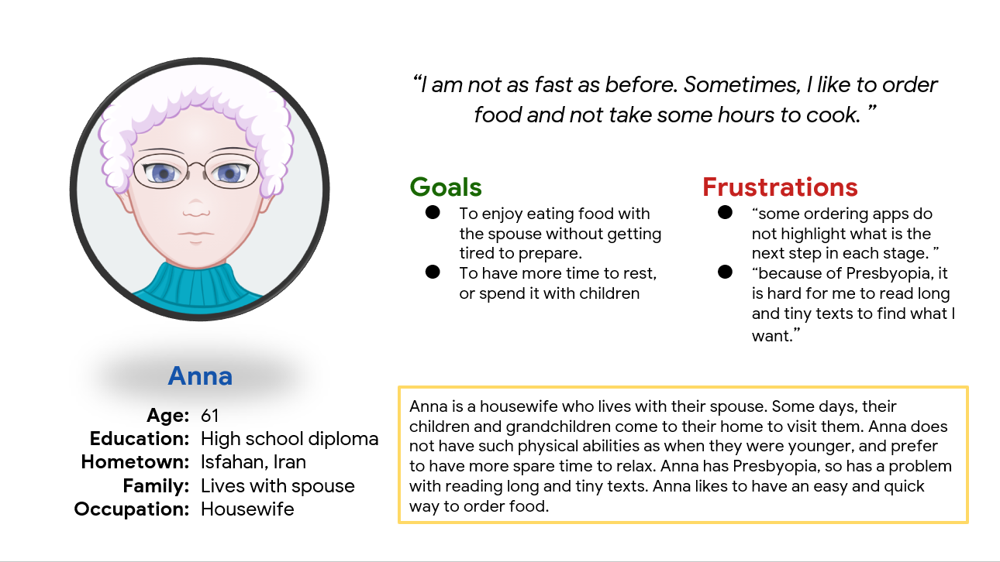 “I am not as fast as before. Sometimes, I like to order
food and not take some hours to cook. ”
Goals
● To enjoy eating food with
the spouse without getting
tired to prepare.
● To have more time to rest,
or spend it with children
Frustrations
● “some ordering apps do
not highlight what is the
next step in each stage. ”
● “because of Presbyopia, it
is hard for me to read long
and tiny texts to find what I
want.”
Anna
Age: 61
Education: High school diploma
Hometown: Isfahan, Iran
Family: Lives with spouse
Occupation: Housewife
Anna is a housewife who lives with their spouse. Some days, their
children and grandchildren come to their home to visit them. Anna does
not have such physical abilities as when they were younger, and prefer
to have more spare time to relax. Anna has Presbyopia, so has a problem
with reading long and tiny texts. Anna likes to have an easy and quick
way to order food.